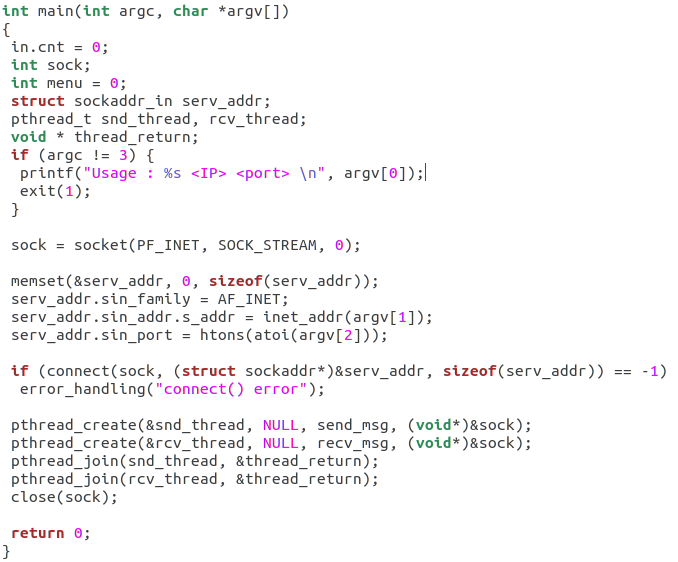 int main(int argc, char *argv[])
{
 in.cnt = 0;
 int sock;
 int menu = 0;
 struct sockaddr_in serv_addr;
 pthread_t snd_thread, rcv_thread;
 void * thread_return;
 if (argc != 3) {
  printf("Usage : %s <IP> <port> \n", argv[0]);
  exit(1);
 }

 sock = socket(PF_INET, SOCK_STREAM, 0);

 memset(&serv_addr, 0, sizeof(serv_addr));
 serv_addr.sin_family = AF_INET;
 serv_addr.sin_addr.s_addr = inet_addr(argv[1]);
 serv_addr.sin_port = htons(atoi(argv[2]));

 if (connect(sock, (struct sockaddr*)&serv_addr, sizeof(serv_addr)) == -1)
  error_handling("connect() error");

 pthread_create(&snd_thread, NULL, send_msg, (void*)&sock);
 pthread_create(&rcv_thread, NULL, recv_msg, (void*)&sock);
 pthread_join(snd_thread, &thread_return);
 pthread_join(rcv_thread, &thread_return);
 close(sock);

 return 0;
}